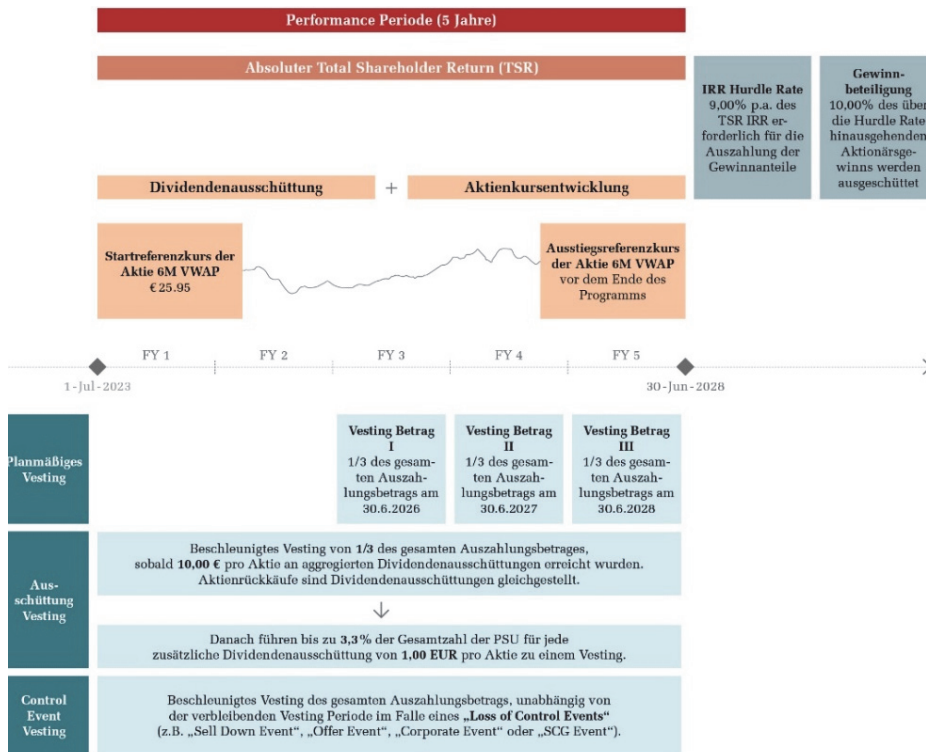 Performance Periode (5 Jahre)
Absoluter Total Shareholder Return (TSR)
IRR Hurdle Rate
9,00% p.a. des
TSR IRR er-
forderlich für die
Auszahlung der
Gewinnanteile
Gewinn-
beteiligung
10,00% des über
die Hurdle Rate
hinausgehenden
Aktionärsge-
winns werden
ausgeschüttet
Dividendenausschüttung
+
Aktienkursentwicklung
Startreferenzkurs der
Aktie 6M VWAP
€ 25.95
Ausstiegsreferenzkurs
der Aktie 6M VWAP
vor dem Ende des
Programms
FY 1
FY 2
FY 3
FY 4
FY 5
1-Jul-2023
30-Jun-2028
Planmäßiges
Vesting
Vesting Betrag
I
1/3 des gesam-
ten Auszah-
lungsbetrags am
30.6.2026
Vesting Betrag
II
1/3 des gesam-
ten Auszah-
lungsbetrags am
30.6.2027
Vesting Betrag
III
1/3 des gesam-
ten Auszah-
lungsbetrags am
30.6.2028
Aus-
schüttung
Vesting
Beschleunigtes Vesting von 1/3 des gesamten Auszahlungsbetrages,
sobald 10,00 € pro Aktie an aggregierten Dividendenausschüttungen erreicht wurden.
Aktienrückkäufe sind Dividendenausschüttungen gleichgestellt.
Danach führen bis zu 3,3% der Gesamtzahl der PSU für jede
zusätzliche Dividendenausschüttung von 1,00 EUR pro Aktie zu einem Vesting.
Control
Event
Vesting
Beschleunigtes Vesting des gesamten Auszahlungsbetrags, unabhängig von
der verbleibenden Vesting Periode im Falle eines „Loss of Control Events“
(z.B. „Sell Down Event“, „Offer Event“, „Corporate Event“ oder „SCG Event“).